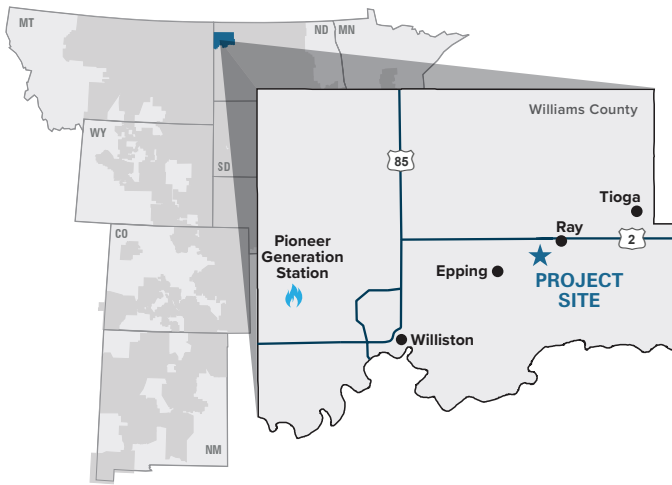 MT
ND
MN
WY
SD
CO
NM
Williams County
85
Tioga
Ray
2
Pioneer
Generation
Station
Epping
PROJECT
SITE
Williston